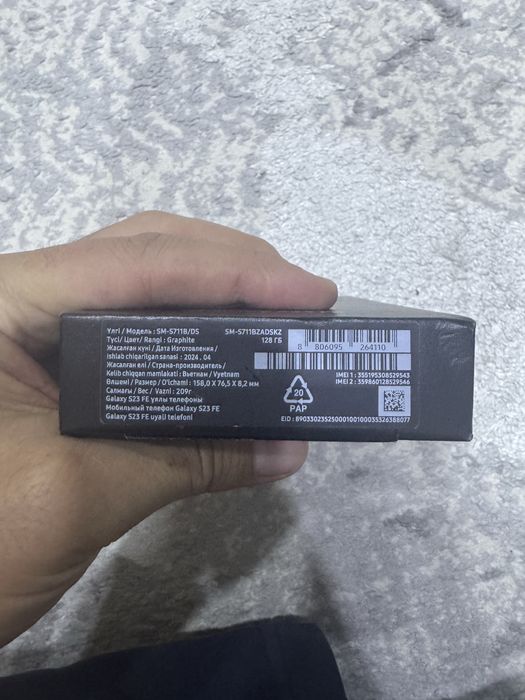 Үлгі / Модель : SM-S711B/DS
Түсі / Цвет / Rangi : Graphite
Жасалған күні / Дата Изготовления /
ishlab chiqarilgan sanasi : 2024. 04
Жасалған елі / Страна-производитель /
Kelib chiqqan mamlakati : Вьетнам / Vyetnam
Өлшемі / Размер / O'lchami : 158,0 x 76,5 x 8,2 мм
Салмағы / Вес / Vazni : 209г
Galaxy S23 FE ұялы телефоны
Мобильный телефон Galaxy S23 FE
Galaxy S23 FE uyali telefoni
SM-S711BZADSKZ
128 ГБ
8 806095 264110
IMEI 1 : 355195308529543
IMEI 2 : 359860128529546
20
PAP
EID : 89033023525000100100035326388077